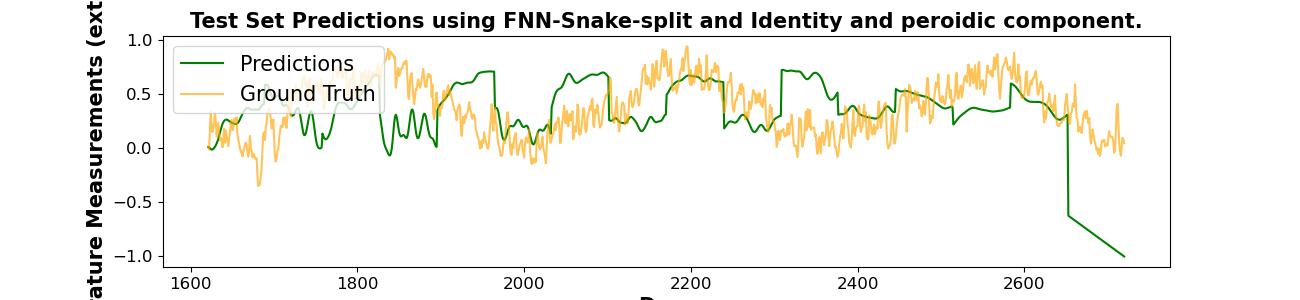 Test Set Predictions using FNN-Snake-split and Identity and peroidic component.
Predictions
Ground Truth
1.0
0.5
0.0
−0.5
−1.0
1600
1800
2000
2200
2400
2600
Measurements (ext